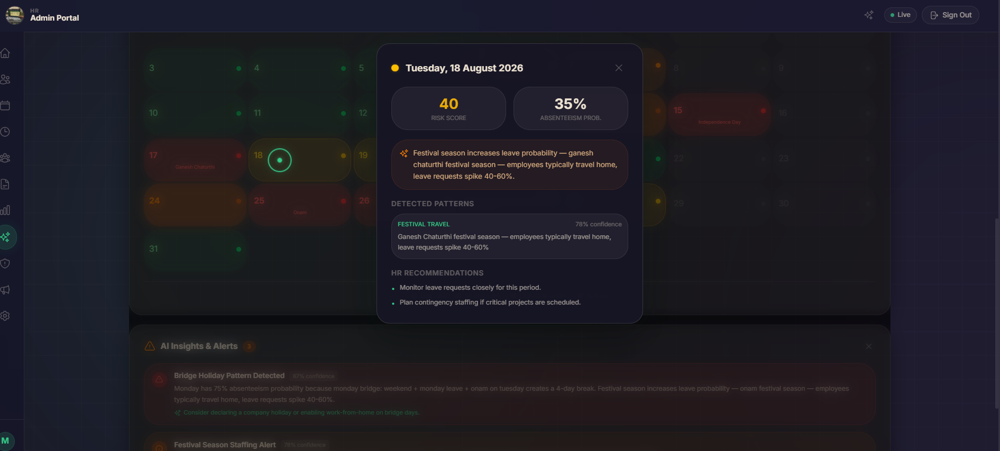 HR
Admin Portal
Live
Sign Out
3
4
5
8
9
10
11
12
15
Independence Day
16
17
Ganesh Chaturthi
18
19
22
23
24
25
Onam
26
29
30
31
Tuesday, 18 August 2026
40
RISK SCORE
35%
ABSENTEEISM PROB.
Festival season increases leave probability — ganesh
chaturthi festival season — employees typically travel home,
leave requests spike 40-60%.
DETECTED PATTERNS
FESTIVAL TRAVEL
78% confidence
Ganesh Chaturthi festival season — employees typically travel home,
leave requests spike 40-60%
HR RECOMMENDATIONS
Monitor leave requests closely for this period.
Plan contingency staffing if critical projects are scheduled.
AI Insights & Alerts 3
Bridge Holiday Pattern Detected 87% confidence
Monday has 75% absenteeism probability because monday bridge: weekend + monday leave + onam on tuesday creates a 4-day break. Festival season increases leave probability — onam festival season — employees
typically travel home, leave requests spike 40-60%.
Consider declaring a company holiday or enabling work-from-home on bridge days.
Festival Season Staffing Alert 78% confidence
M